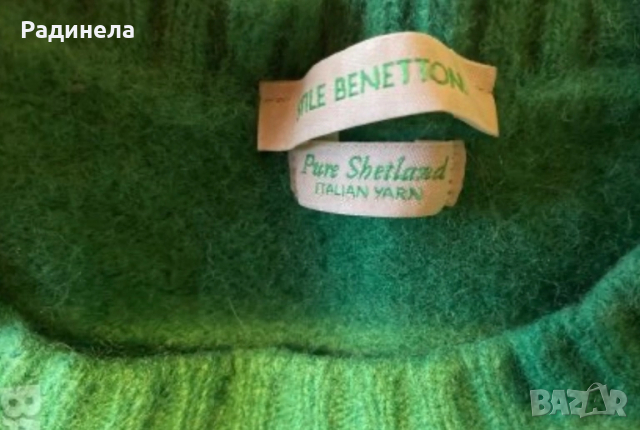 Радинела
STILE BENETTON
Pure Shetland
ITALIAN YARN
BAZAR